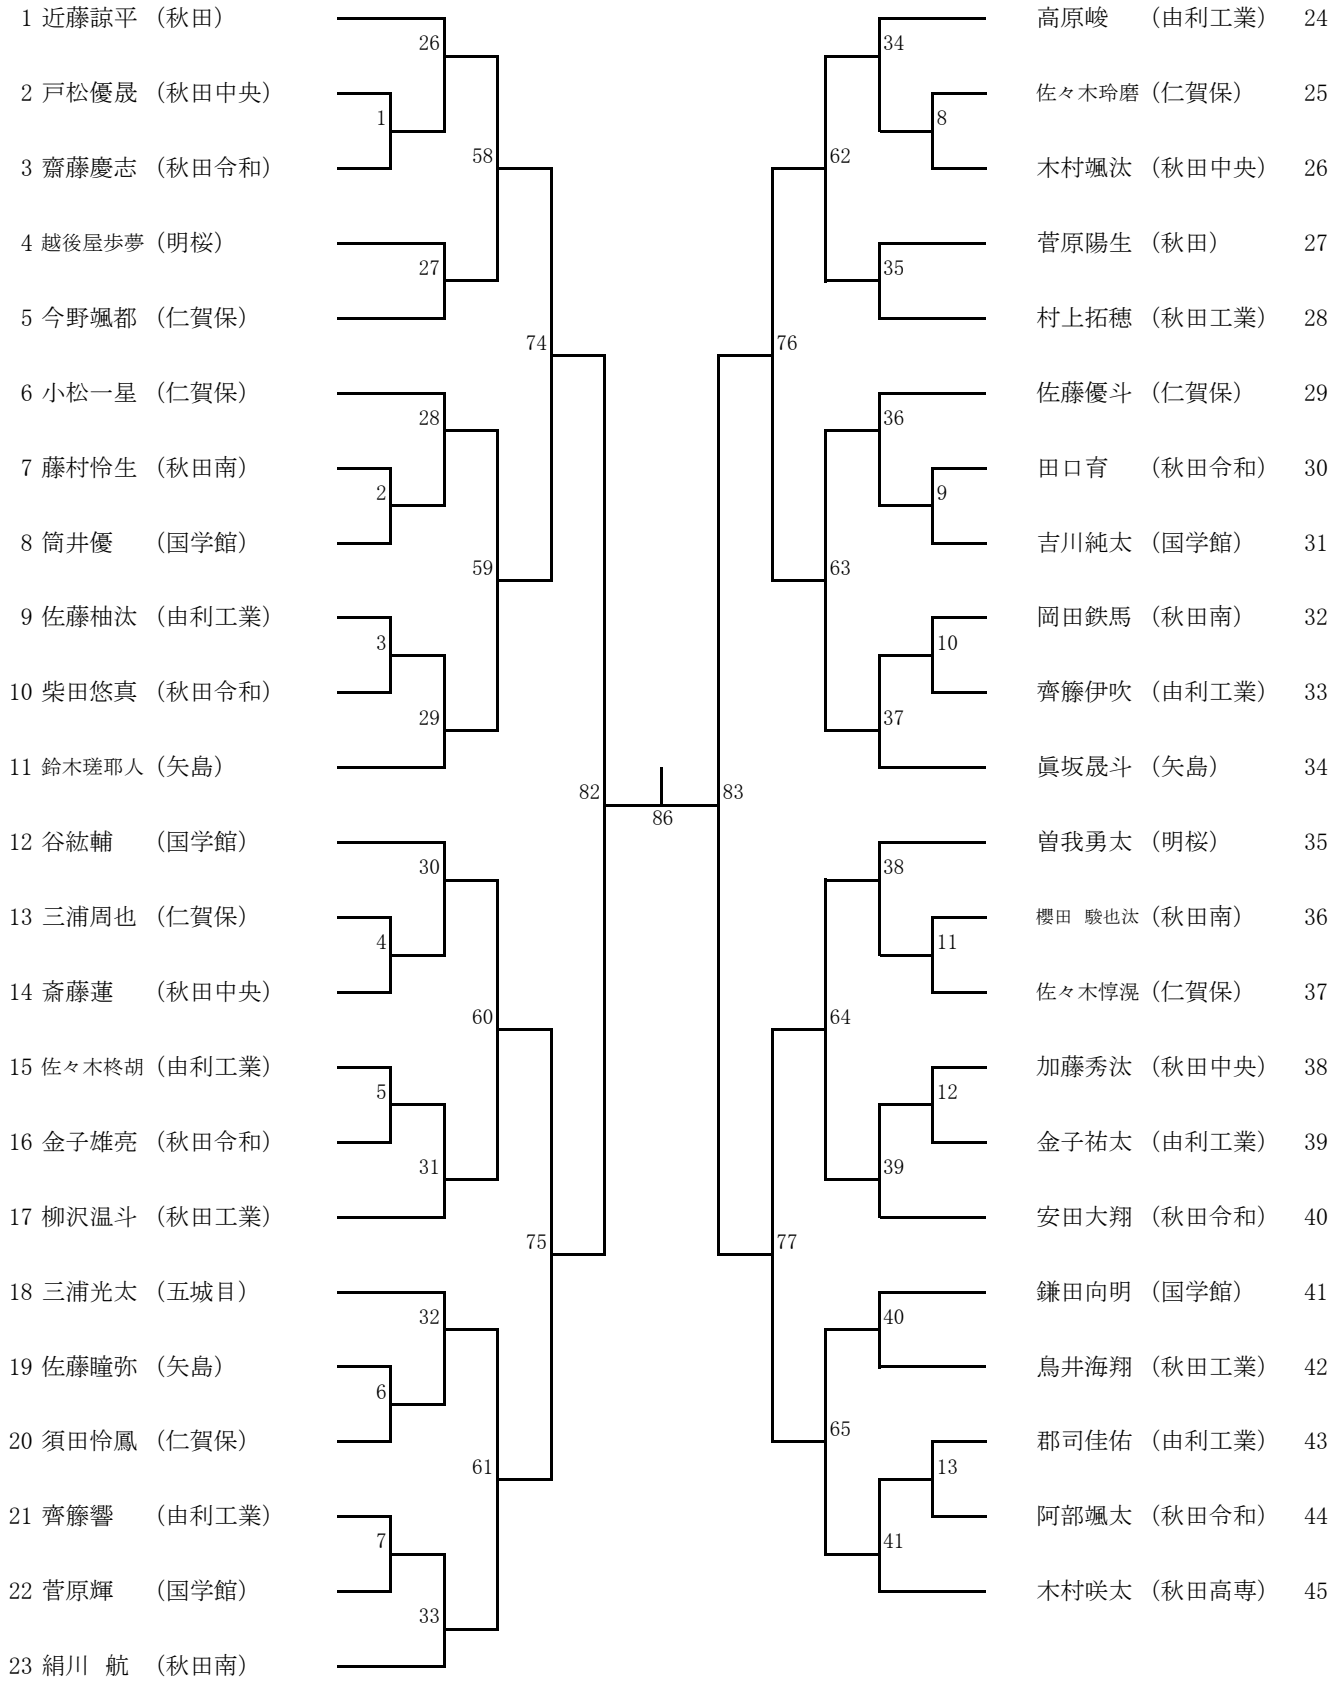 1 近藤諒平 （秋田）
26
2 戸松優晟 （秋田中央）
1
3 齋藤慶志 （秋田令和）
58
4 越後屋歩夢 （明桜）
27
5 今野颯都 （仁賀保）
74
6 小松一星 （仁賀保）
28
7 藤村怜生 （秋田南）
2
8 筒井優 （国学館）
59
9 佐藤柚汰 （由利工業）
3
10 柴田悠真 （秋田令和）
29
11 鈴木瑳耶人 （矢島）
82
12 谷紘輔 （国学館）
30
13 三浦周也 （仁賀保）
4
14 斎藤蓮 （秋田中央）
60
15 佐々木柊胡 （由利工業）
5
16 金子雄亮 （秋田令和）
31
17 柳沢温斗 （秋田工業）
75
18 三浦光太 （五城目）
32
19 佐藤瞳弥 （矢島）
6
20 須田怜鳳 （仁賀保）
61
21 齊籐響 （由利工業）
7
22 菅原輝 （国学館）
33
23 絹川 航 （秋田南）
86
高原峻 （由利工業） 24
34
佐々木玲磨 （仁賀保） 25
8
木村颯汰 （秋田中央） 26
62
菅原陽生 （秋田） 27
35
村上拓穂 （秋田工業） 28
76
佐藤優斗 （仁賀保） 29
36
田口育 （秋田令和） 30
9
吉川純太 （国学館） 31
63
岡田鉄馬 （秋田南） 32
10
齊籐伊吹 （由利工業） 33
37
眞坂晟斗 （矢島） 34
83
曽我勇太 （明桜） 35
38
櫻田 駿也汰 （秋田南） 36
11
佐々木惇滉 （仁賀保） 37
64
加藤秀汰 （秋田中央） 38
12
金子祐太 （由利工業） 39
39
安田大翔 （秋田令和） 40
77
鎌田向明 （国学館） 41
40
鳥井海翔 （秋田工業） 42
65
郡司佳佑 （由利工業） 43
13
阿部颯太 （秋田令和） 44
41
木村咲太 （秋田高専） 45